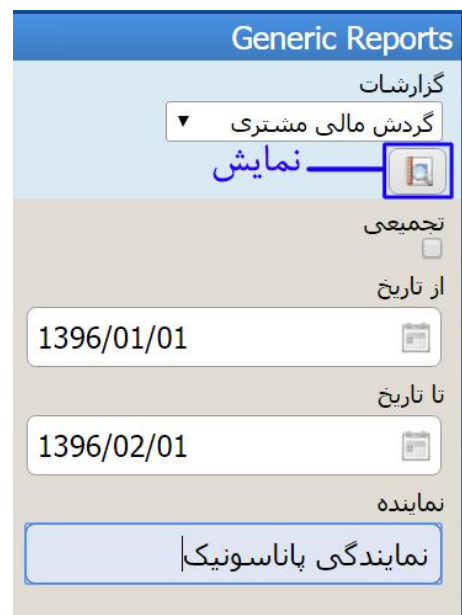 Generic Reports
گزارشات
گردش مالی مشتری
نمایش
تجمیعی
از تاریخ
1396/01/01
تا تاریخ
1396/02/01
نماینده
نمایندگی پاناسونیک